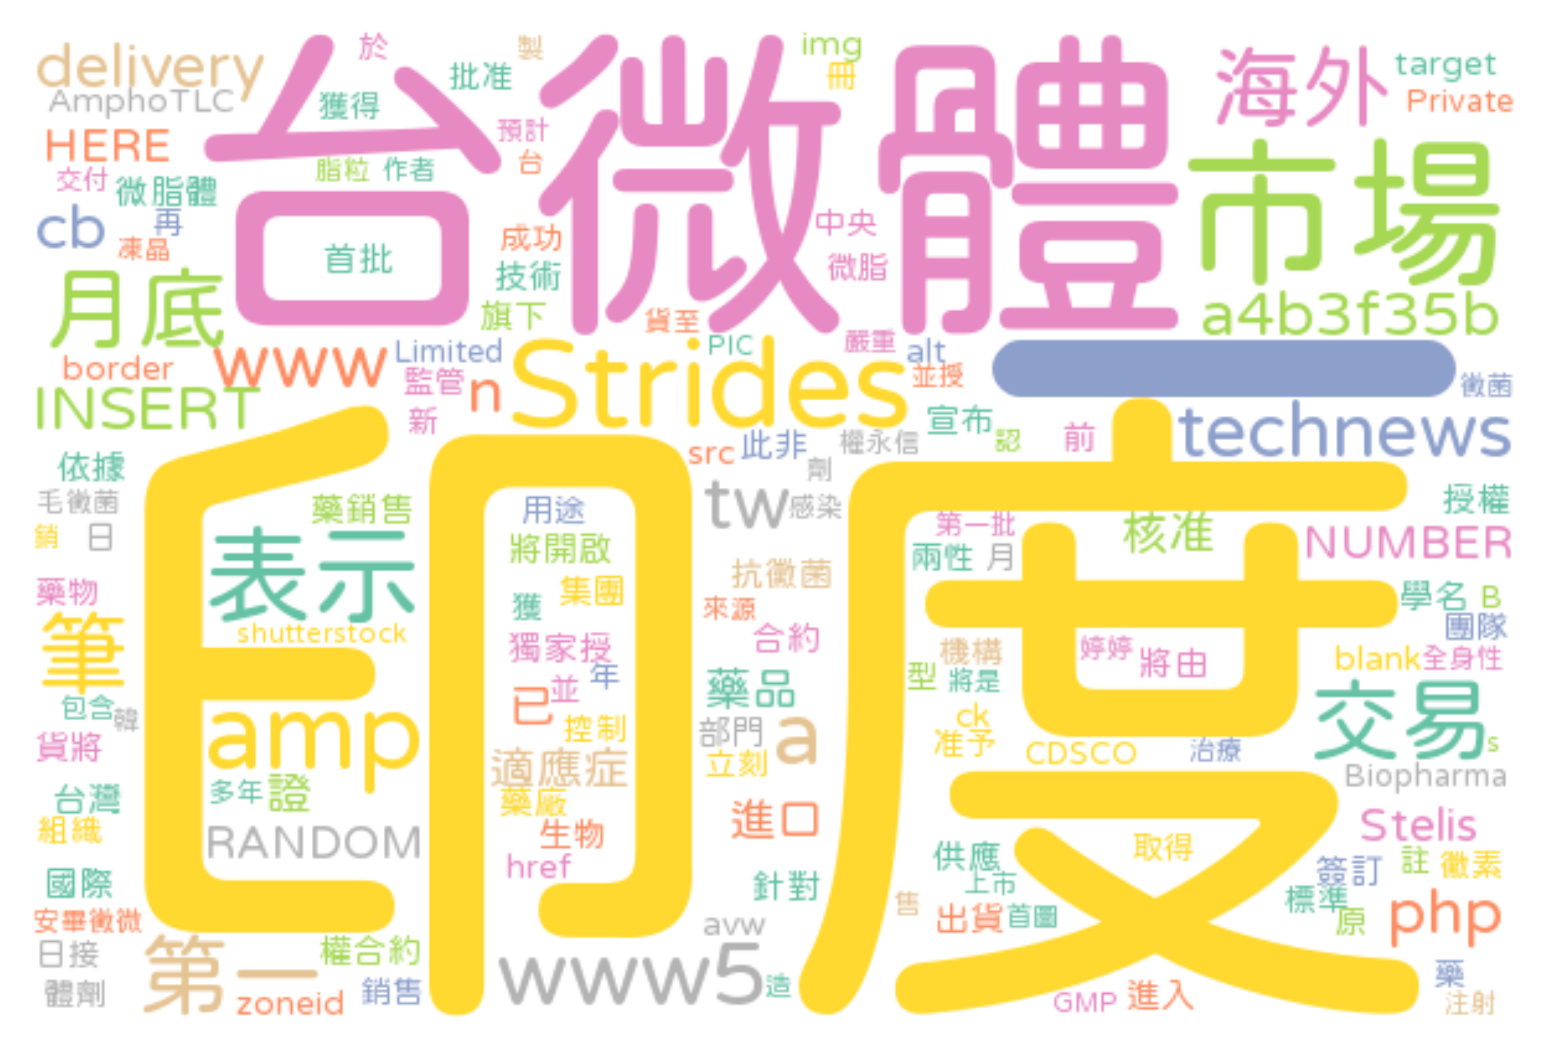 delivery
於
製
img
AmphoTLC
獲得
批准
冊
台微體
海外
target
Private
HERE
預計
台
脂粒
作者
交付
微脂體
市場
cb
再
凍晶
首批
成功
技術
中央
微脂
月底
旗下
貨至
a4b3f35b
border
www
Limited
Strides
PIC
嚴重
alt
並授
一
黴菌
INSERT
監管
n
新
宣布
認
前
technews
src
此非
權永信
劑
依據
毛黴菌
印度
藥銷售
用途
tw
感染
第一批
核准
授權
銷
日
表示
將開啟
兩性
月
NUMBER
抗黴菌
藥物
獲
集團
來源
學名
B
筆
shutterstock
獨家授
合約
機構
婷婷
將由
團隊
blank
全身性
包含
韓
已
並
年
藥品
型
將是
交易
s
貨將
amp
控制
部門
a
ck
准予
CDSCO
治療
適應症
立刻
Biopharma
台灣
多年
證
藥廠
組織
RANDOM
生物
進口
Stelis
取得
href
供應
上市
簽訂
註
黴素
國際
針對
標準
安畢黴微
售
出貨
首圖
原
php
avw
日接
第一
權合約
www5
造
藥
體劑
zoneid
銷售
GMP
進入
注射